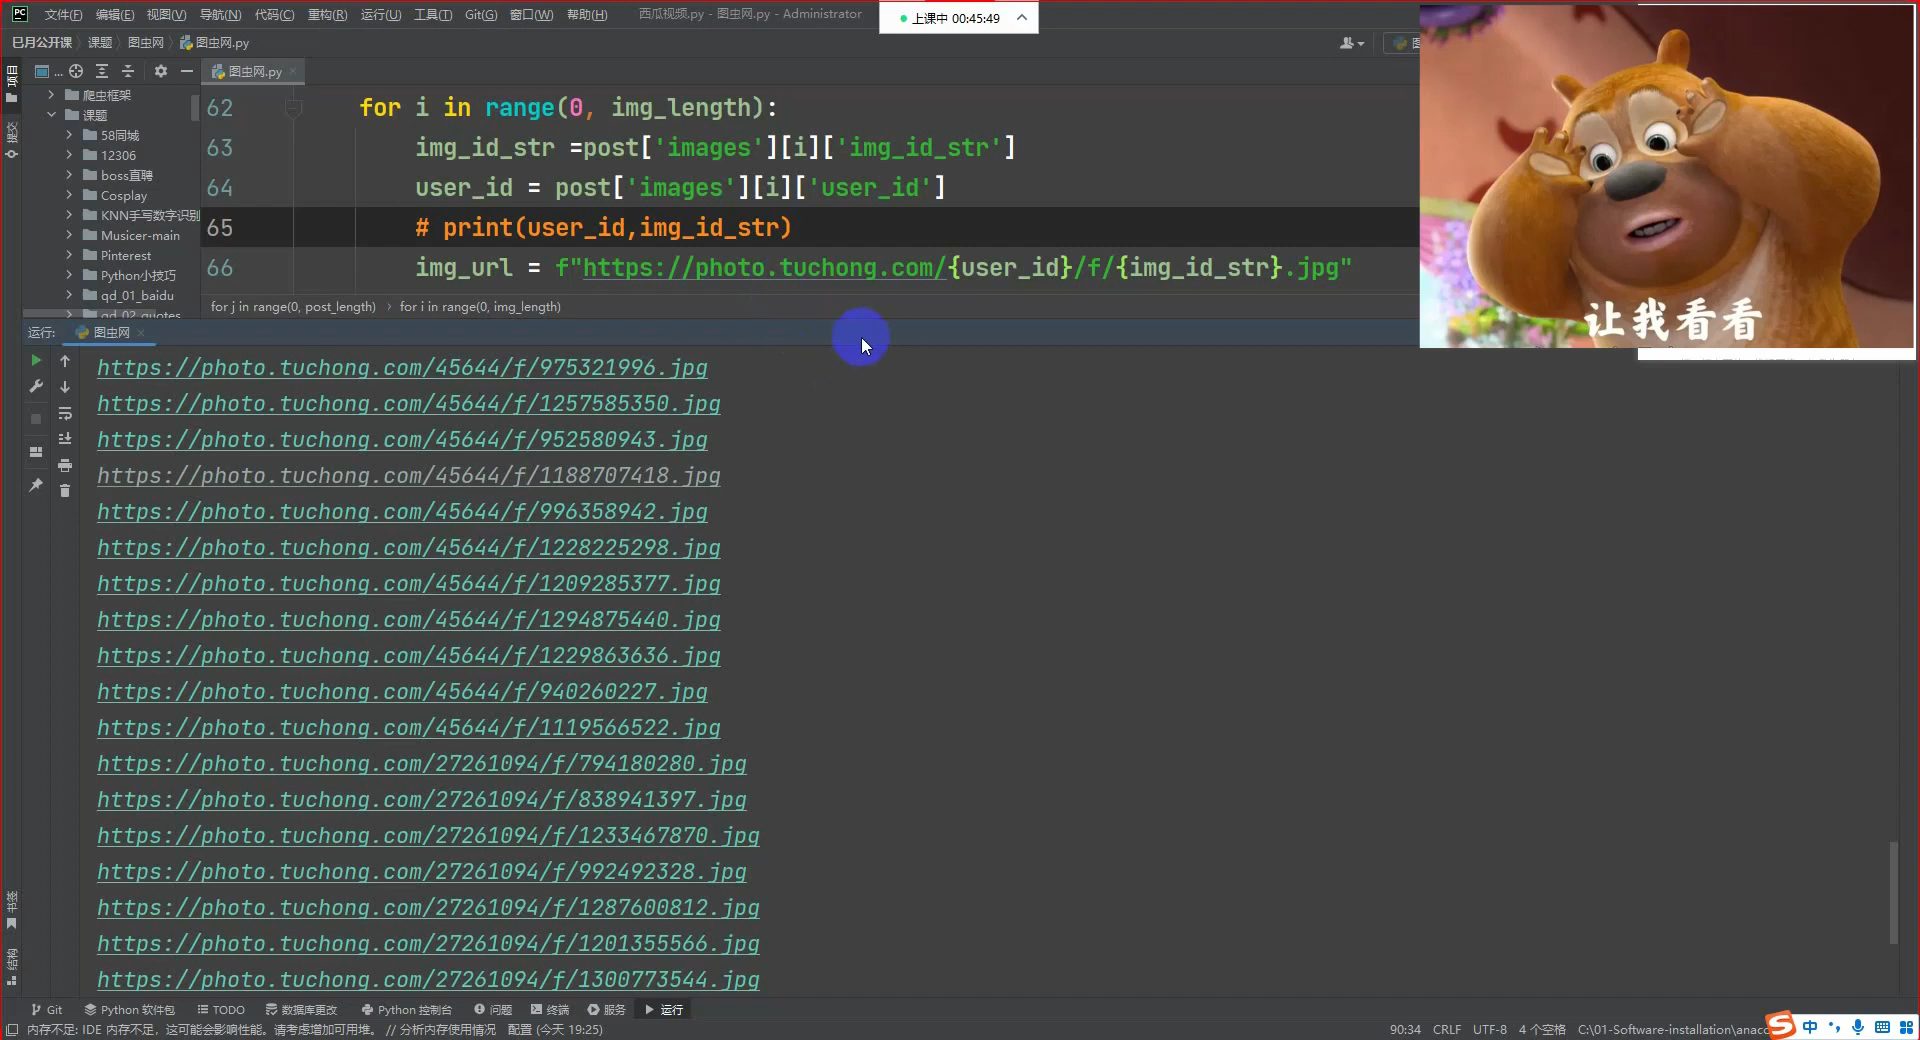 PC 文件(F) 编辑(E) 视图(V) 导航(N) 代码(C) 重构(R) 运行(U) 工具(T) Git(G) 窗口(W) 帮助(H) 西瓜视频.py - 图虫网.py - Administrator
上课中 00:45:49
巳月公开课 课题 图虫网 图虫网.py
项目
提交
... 图虫网.py
爬虫框架
课题
58同城
12306
boss直聘
Cosplay
KNN手写数字识别
Musicer-main
Pinterest
Python小技巧
qd_01_baidu
qd_02_quotes
62 for i in range(0, img_length):
63 img_id_str =post['images'][i]['img_id_str']
64 user_id = post['images'][i]['user_id']
65 # print(user_id,img_id_str)
66 img_url = f"https://photo.tuchong.com/{user_id}/f/{img_id_str}.jpg"
for j in range(0, post_length) › for i in range(0, img_length)
让我看看
运行: 图虫网
https://photo.tuchong.com/45644/f/975321996.jpg
https://photo.tuchong.com/45644/f/1257585350.jpg
https://photo.tuchong.com/45644/f/952580943.jpg
https://photo.tuchong.com/45644/f/1188707418.jpg
https://photo.tuchong.com/45644/f/996358942.jpg
https://photo.tuchong.com/45644/f/1228225298.jpg
https://photo.tuchong.com/45644/f/1209285377.jpg
https://photo.tuchong.com/45644/f/1294875440.jpg
https://photo.tuchong.com/45644/f/1229863636.jpg
https://photo.tuchong.com/45644/f/940260227.jpg
https://photo.tuchong.com/45644/f/1119566522.jpg
https://photo.tuchong.com/27261094/f/794180280.jpg
https://photo.tuchong.com/27261094/f/838941397.jpg
https://photo.tuchong.com/27261094/f/1233467870.jpg
https://photo.tuchong.com/27261094/f/992492328.jpg
https://photo.tuchong.com/27261094/f/1287600812.jpg
https://photo.tuchong.com/27261094/f/1201355566.jpg
https://photo.tuchong.com/27261094/f/1300773544.jpg
书签
结构
Git Python 软件包 TODO 数据库更改 Python 控制台 问题 终端 服务 运行
内存不足: IDE 内存不足，这可能会影响性能。请考虑增加可用堆。 // 分析内存使用情况 配置 (今天 19:25) 90:34 CRLF UTF-8 4 个空格 C:\01-Software-installation\anaco
S 中